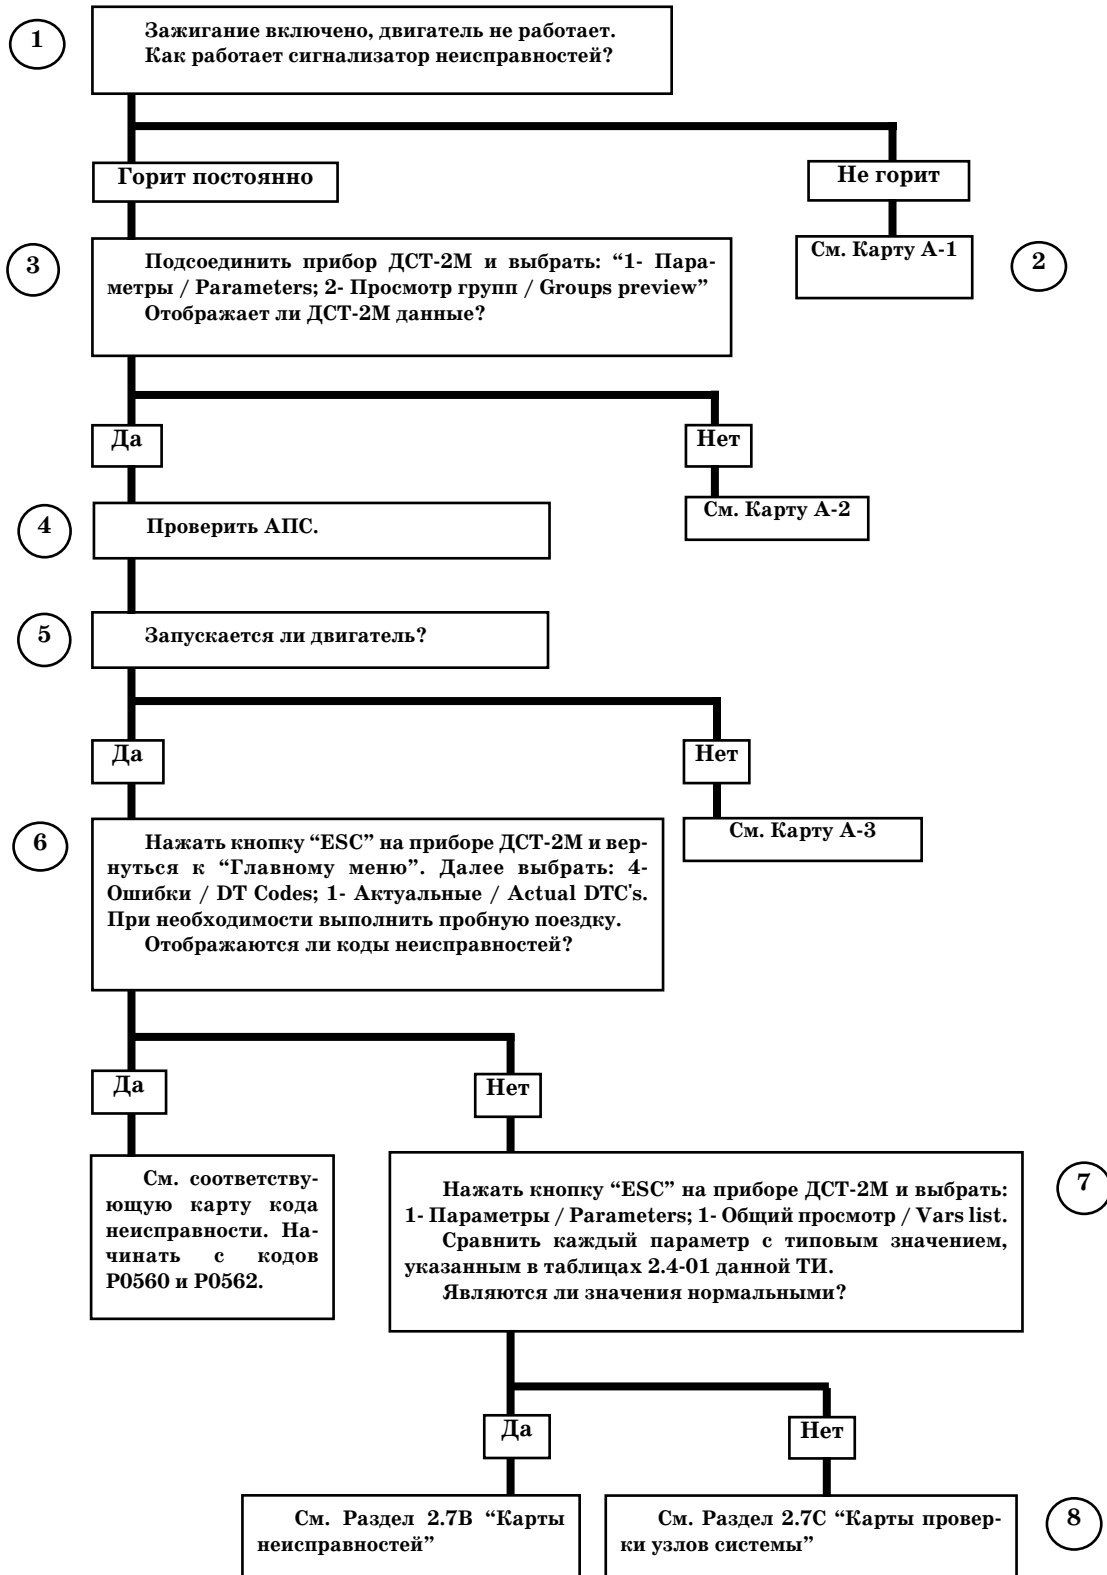 1
Зажигание включено, двигатель не работает.
Как работает сигнализатор неисправностей?
Горит постоянно
Не горит
3
Подсоединить прибор ДСТ-2М и выбрать: “1- Пара-
метры / Parameters; 2- Просмотр групп / Groups preview”
Отображает ли ДСТ-2М данные?
См. Карту А-1
2
Да
Нет
4
Проверить АПС.
См. Карту А-2
5
Запускается ли двигатель?
Да
Нет
6
Нажать кнопку “ESC” на приборе ДСТ-2М и вер-
нуться к “Главному меню”. Далее выбрать: 4-
Ошибки / DT Codes; 1- Актуальные / Actual DTC's.
При необходимости выполнить пробную поездку.
Отображаются ли коды неисправностей?
См. Карту А-3
Да
Нет
См. соответству-
ющую карту кода
неисправности. На-
чинать с кодов
Р0560 и Р0562.
Нажать кнопку “ESC” на приборе ДСТ-2М и выбрать:
1- Параметры / Parameters; 1- Общий просмотр / Vars list.
Сравнить каждый параметр с типовым значением,
указанным в таблицах 2.4-01 данной ТИ.
Являются ли значения нормальными?
7
Да
Нет
См. Раздел 2.7В “Карты
неисправностей”
См. Раздел 2.7С “Карты провер-
ки узлов системы”
8